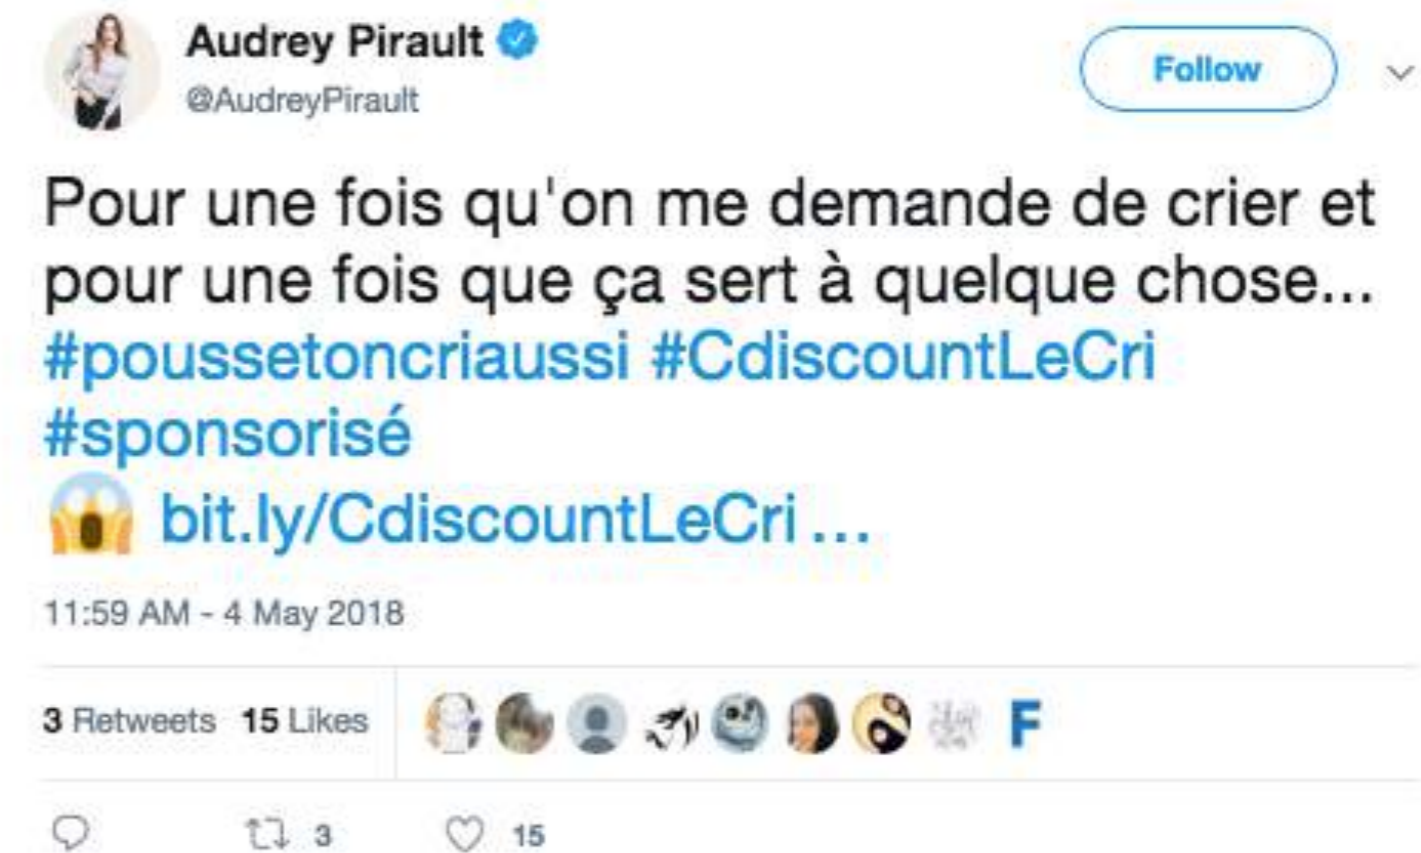 Audrey Pirault
@AudreyPirault
Follow
Pour une fois qu'on me demande de crier et
pour une fois que ça sert à quelque chose...
#poussetoncriaussi #CdiscountLeCri
#sponsorisé
😱 bit.ly/CdiscountLeCri ...
11:59 AM - 4 May 2018
3 Retweets 15 Likes
F
3 15